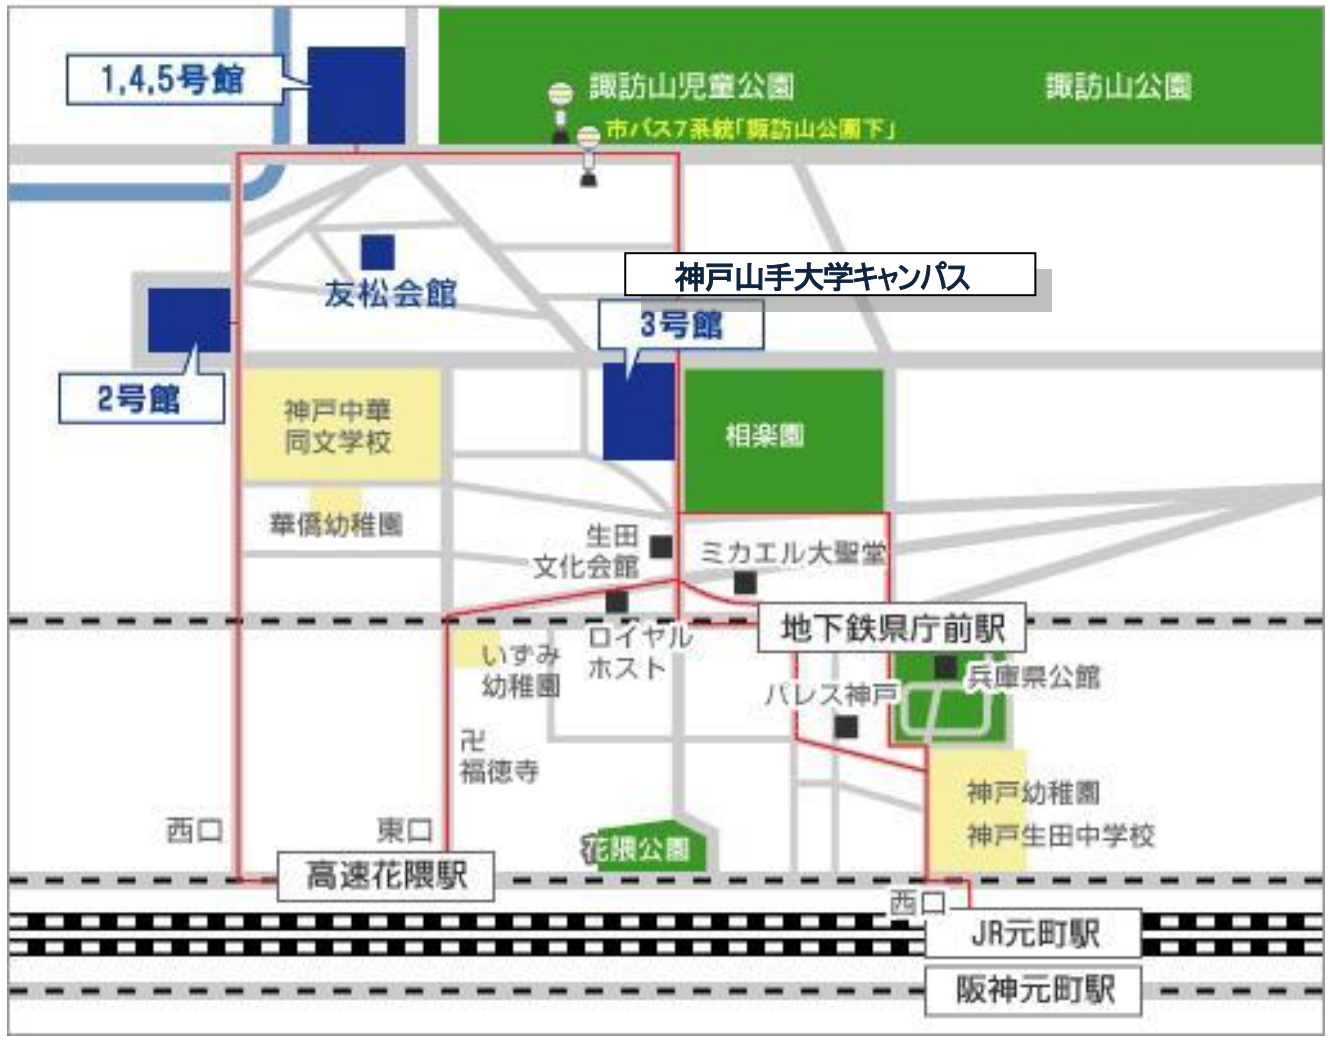 1,4,5号館
諏訪山児童公園
諏訪山公園
市バス7系統「諏訪山公園下」
神戸山手大学キャンパス
友松会館
3号館
2号館
神戸中華
同文学校
相楽園
華僑幼稚園
生田
文化会館
ミカエル大聖堂
地下鉄県庁前駅
ロイヤル
ホスト
いずみ
幼稚園
兵庫県公館
パレス神戸
卍
福徳寺
神戸幼稚園
神戸生田中学校
西口
東口
花隈公園
高速花隈駅
西口
JR元町駅
阪神元町駅